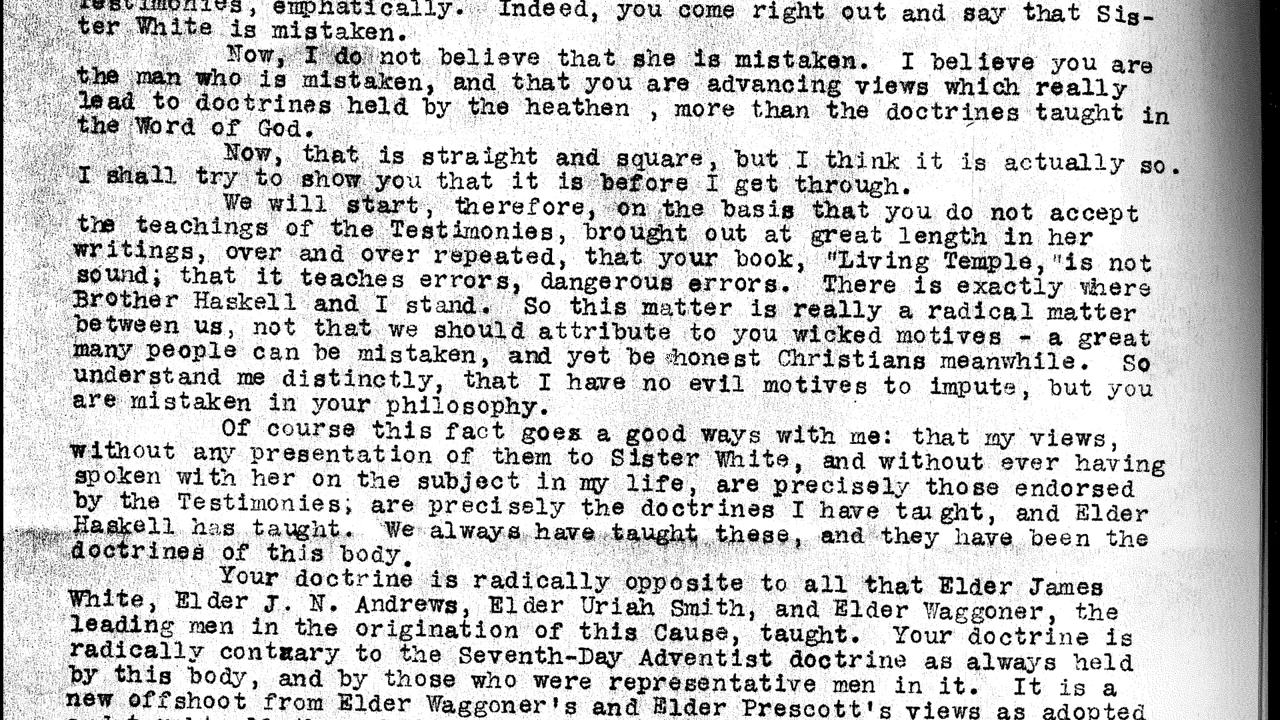 Testimonies, emphatically. Indeed, you come right out and say that Sis-
ter White is mistaken.
Now, I do not believe that she is mistaken. I believe you are
the man who is mistaken, and that you are advancing views which really
lead to doctrines held by the heathen , more than the doctrines taught in
the Word of God.
Now, that is straight and square, but I think it is actually so.
I shall try to show you that it is before I get through.
We will start, therefore, on the basis that you do not accept
the teachings of the Testimonies, brought out at great length in her
writings, over and over repeated, that your book, "Living Temple,"is not
sound; that it teaches errors, dangerous errors. There is exactly where
Brother Haskell and I stand. So this matter is really a radical matter
between us, not that we should attribute to you wicked motives - a great
many people can be mistaken, and yet be honest Christians meanwhile. So
understand me distinctly, that I have no evil motives to impute, but you
are mistaken in your philosophy.
Of course this fact goes a good ways with me: that my views,
without any presentation of them to Sister White, and without ever having
spoken with her on the subject in my life, are precisely those endorsed
by the Testimonies; are precisely the doctrines I have taught, and Elder
Haskell has taught. We always have taught these, and they have been the
doctrines of this body.
Your doctrine is radically opposite to all that Elder James
White, Elder J. N. Andrews, Elder Uriah Smith, and Elder Waggoner, the
leading men in the origination of this Cause, taught. Your doctrine is
radically contxary to the Seventh-Day Adventist doctrine as always held
by this body, and by those who were representative men in it. It is a
new offshoot from Elder Waggoner's and Elder Prescott's views as adopted